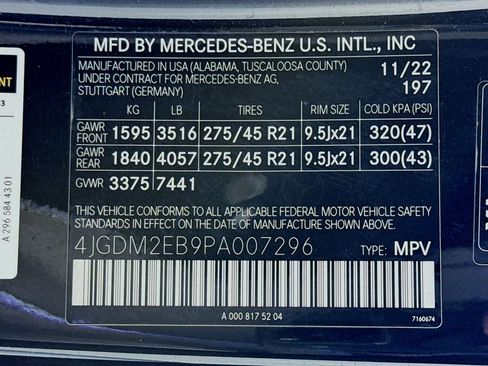 MFD BY MERCEDES-BENZ U.S. INTL., INC
MANUFACTURED IN USA (ALABAMA, TUSCALOOSA COUNTY)
UNDER CONTRACT FOR MERCEDES-BENZ AG,
STUTTGART (GERMANY)
11/22
197
KG LB TIRES RIM SIZE COLD KPA (PSI)
GAWR FRONT 1595 3516 275/45 R21 9.5Jx21 320(47)
GAWR REAR 1840 4057 275/45 R21 9.5Jx21 300(43)
GVWR 3375 7441
THIS VEHICLE CONFORMS TO ALL APPLICABLE FEDERAL MOTOR VEHICLE SAFETY
STANDARDS IN EFFECT ON THE DATE OF MANUFACTURE SHOWN ABOVE.
4JGDM2EB9PA007296 TYPE: MPV
A 000 817 52 04
7160674
A 296 584 43 01